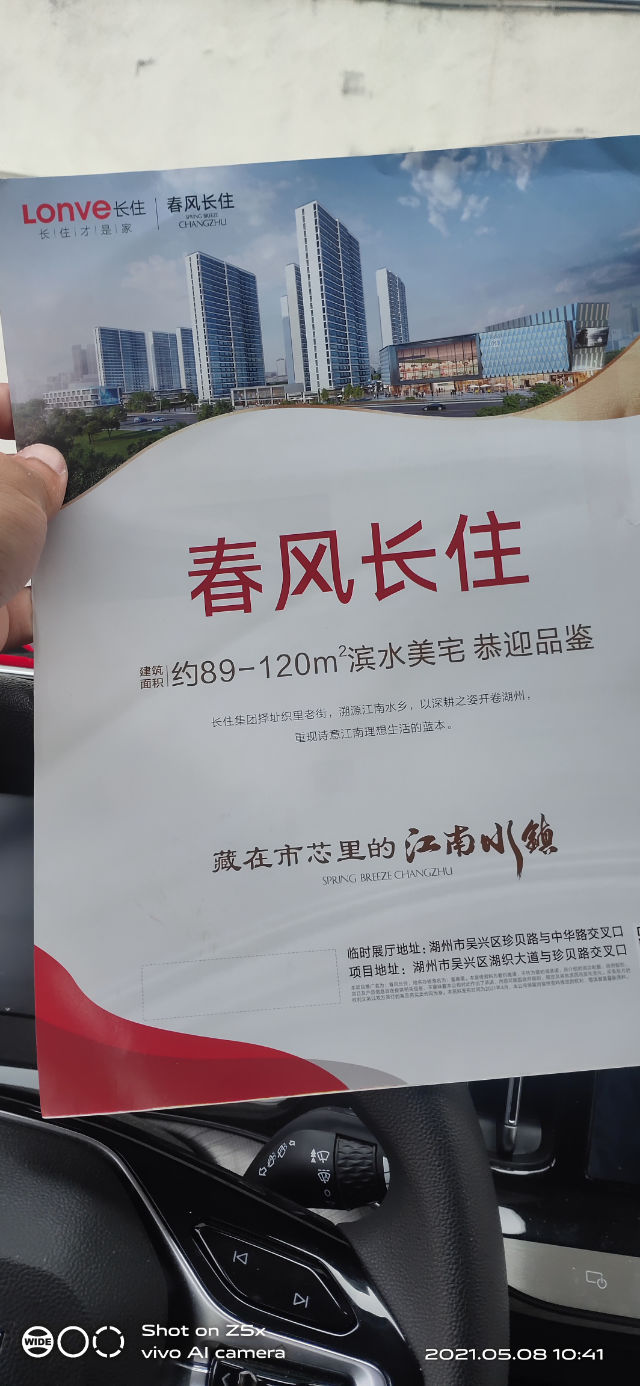 Lonve长住 | 春风长住
SPRING BREEZE
CHANGZHU
长|住|才|是|家
春风长住
建筑面积 约89-120m²滨水美宅 恭迎品鉴
长住集团择址织里老街，溯源江南水乡，以深耕之姿开卷湖州，
重现诗意江南理想生活的蓝本。
藏在市芯里的江南水鎮
SPRING BREEZE CHANGZHU
临时展厅地址：湖州市吴兴区珍贝路与中华路交叉口
项目地址：湖州市吴兴区湖织大道与珍贝路交叉口
WIDE
Shot on Z5x
vivo AI camera
2021.05.08 10:41